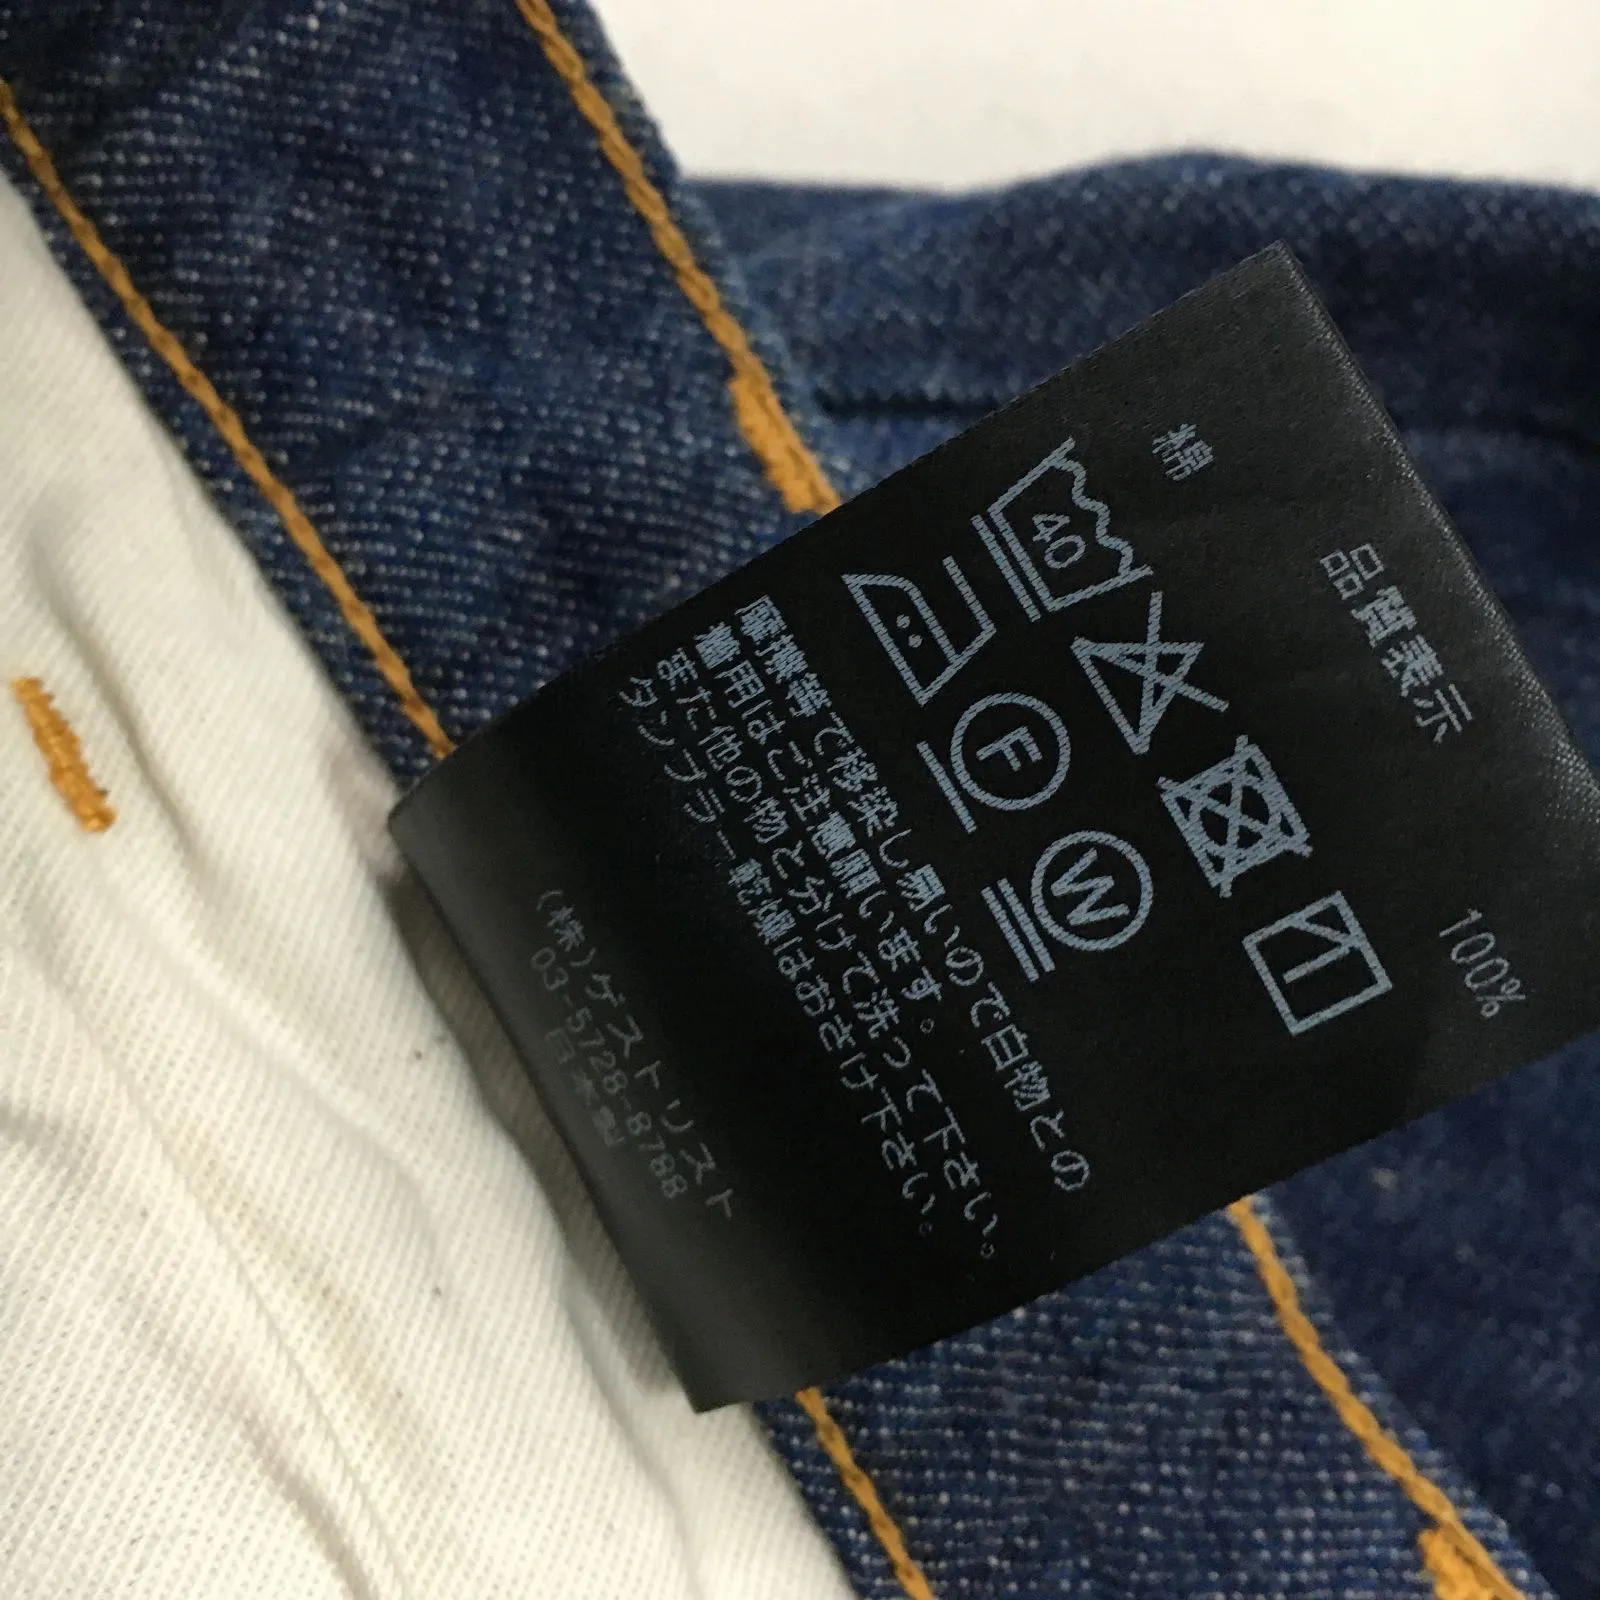 品質表示
綿 100%
40
F
W
摩擦等で移染し易いので白物との
着用はご注意願います。
また他の物と分けて洗って下さい。
タンブラー乾燥はおさけ下さい。
(株)ゲストリスト
03-5728-8788
日本製